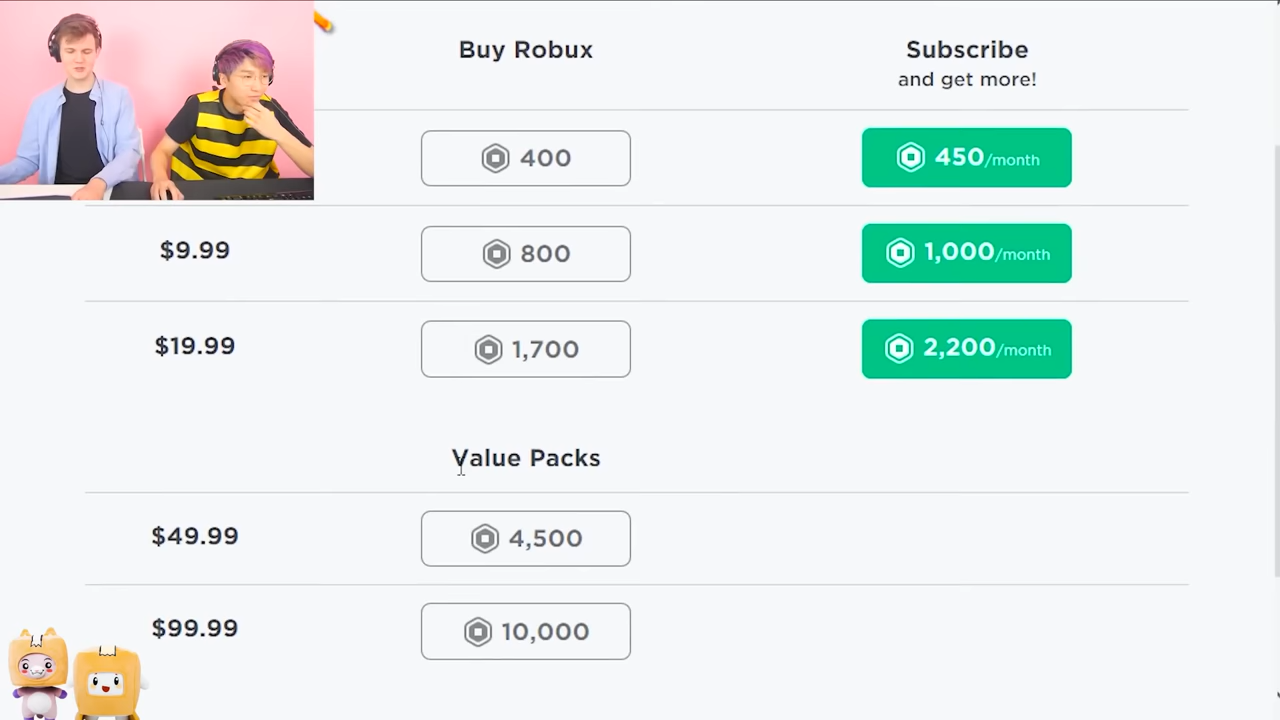 Buy Robux
Subscribe
and get more!
400
450/month
$9.99
800
1,000/month
$19.99
1,700
2,200/month
Value Packs
$49.99
4,500
$99.99
10,000